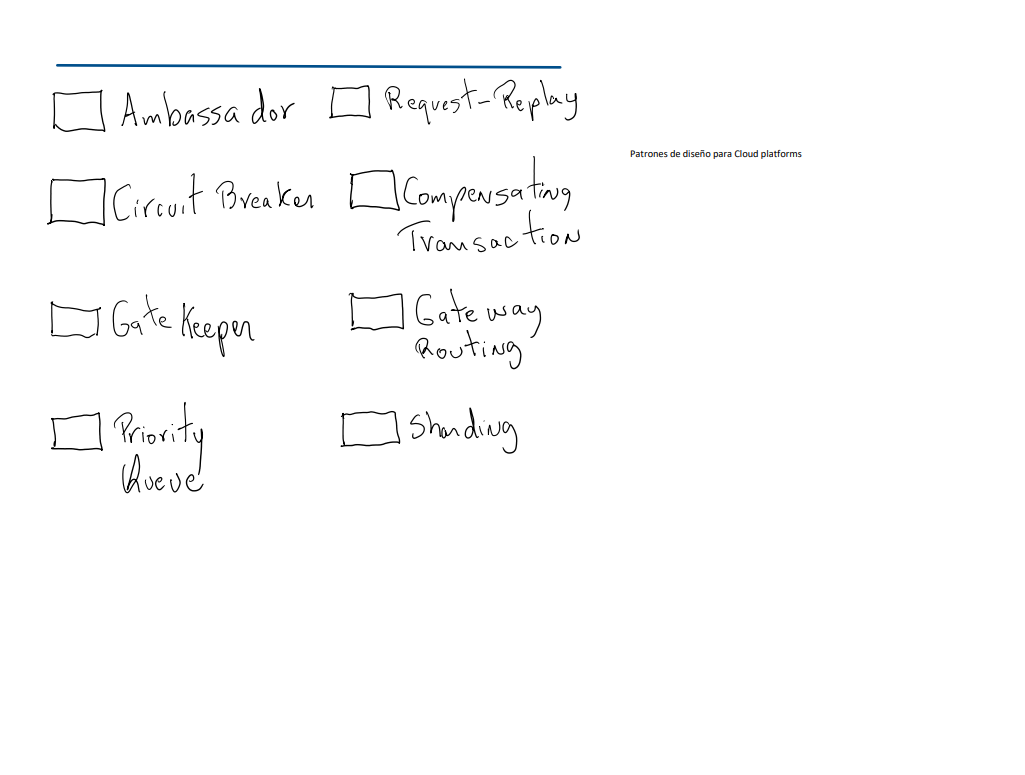 Ambassador
Request-Replay
Patrones de diseño para Cloud platforms
Circuit Breaker
Compensating
Transaction
Gate Keeper
Gateway
Routing
Priority
Queue
Sharding